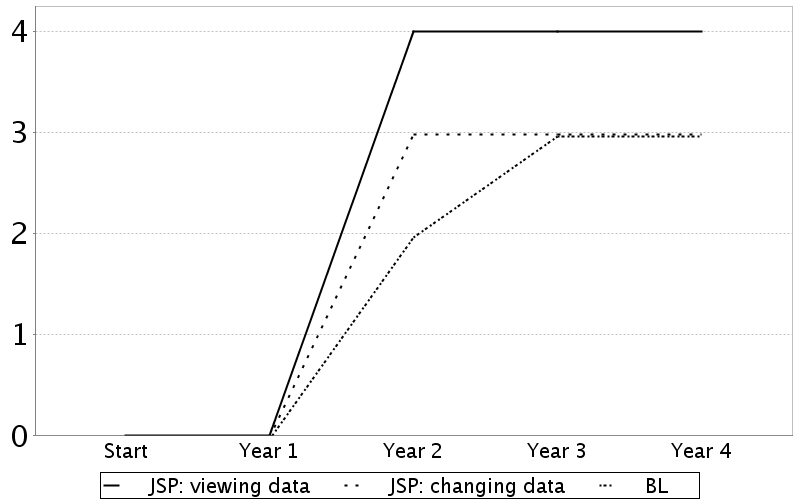 4
3
2
1
0
Start Year 1 Year 2 Year 3 Year 4
JSP: viewing data JSP: changing data BL